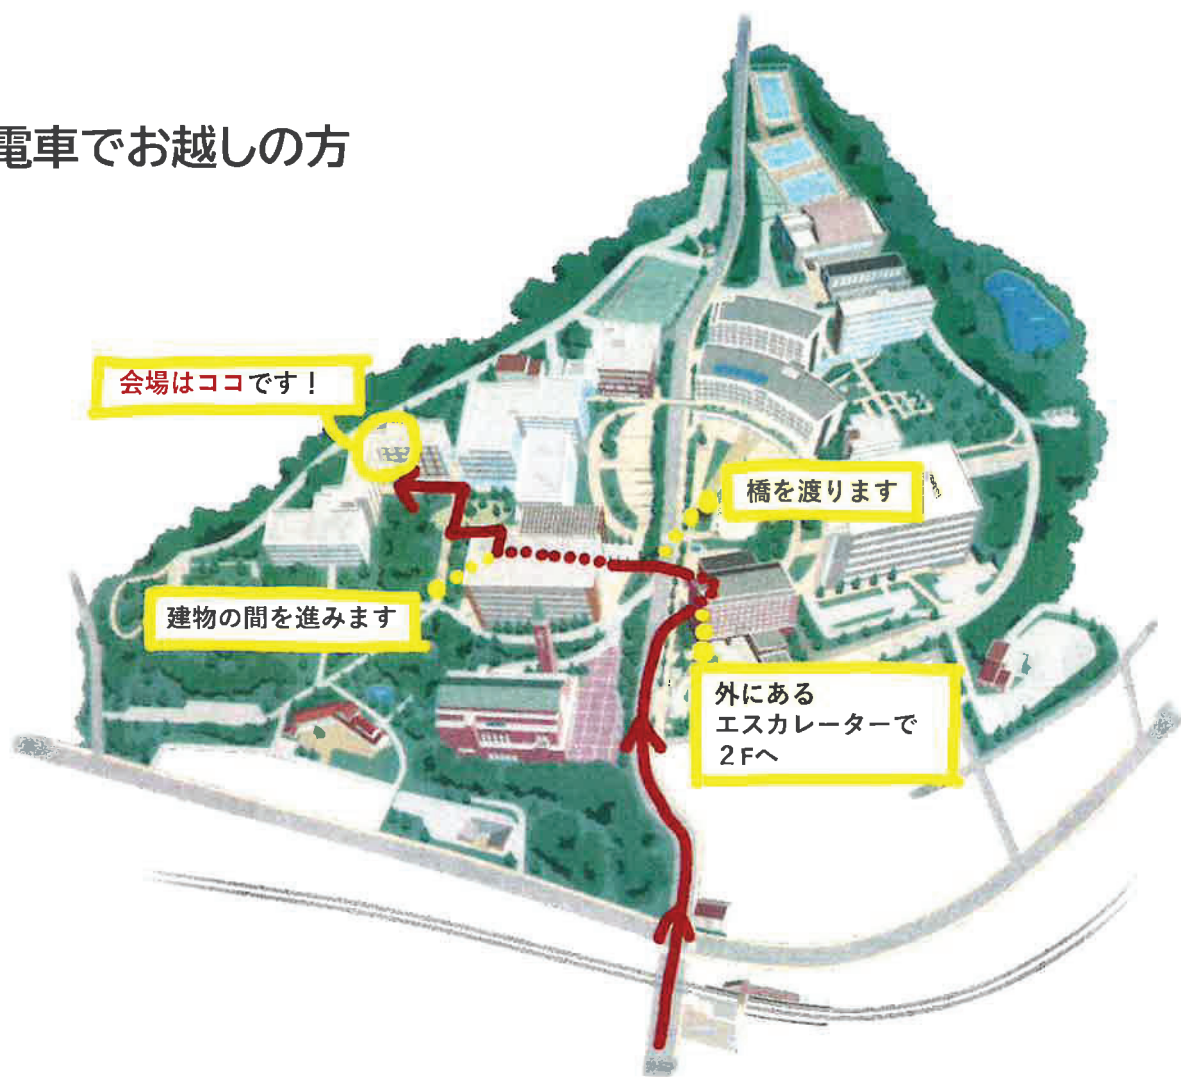 電車でお越しの方
会場はココです！
橋を渡ります
建物の間を進みます
外にある
エスカレーターで
２Fへ